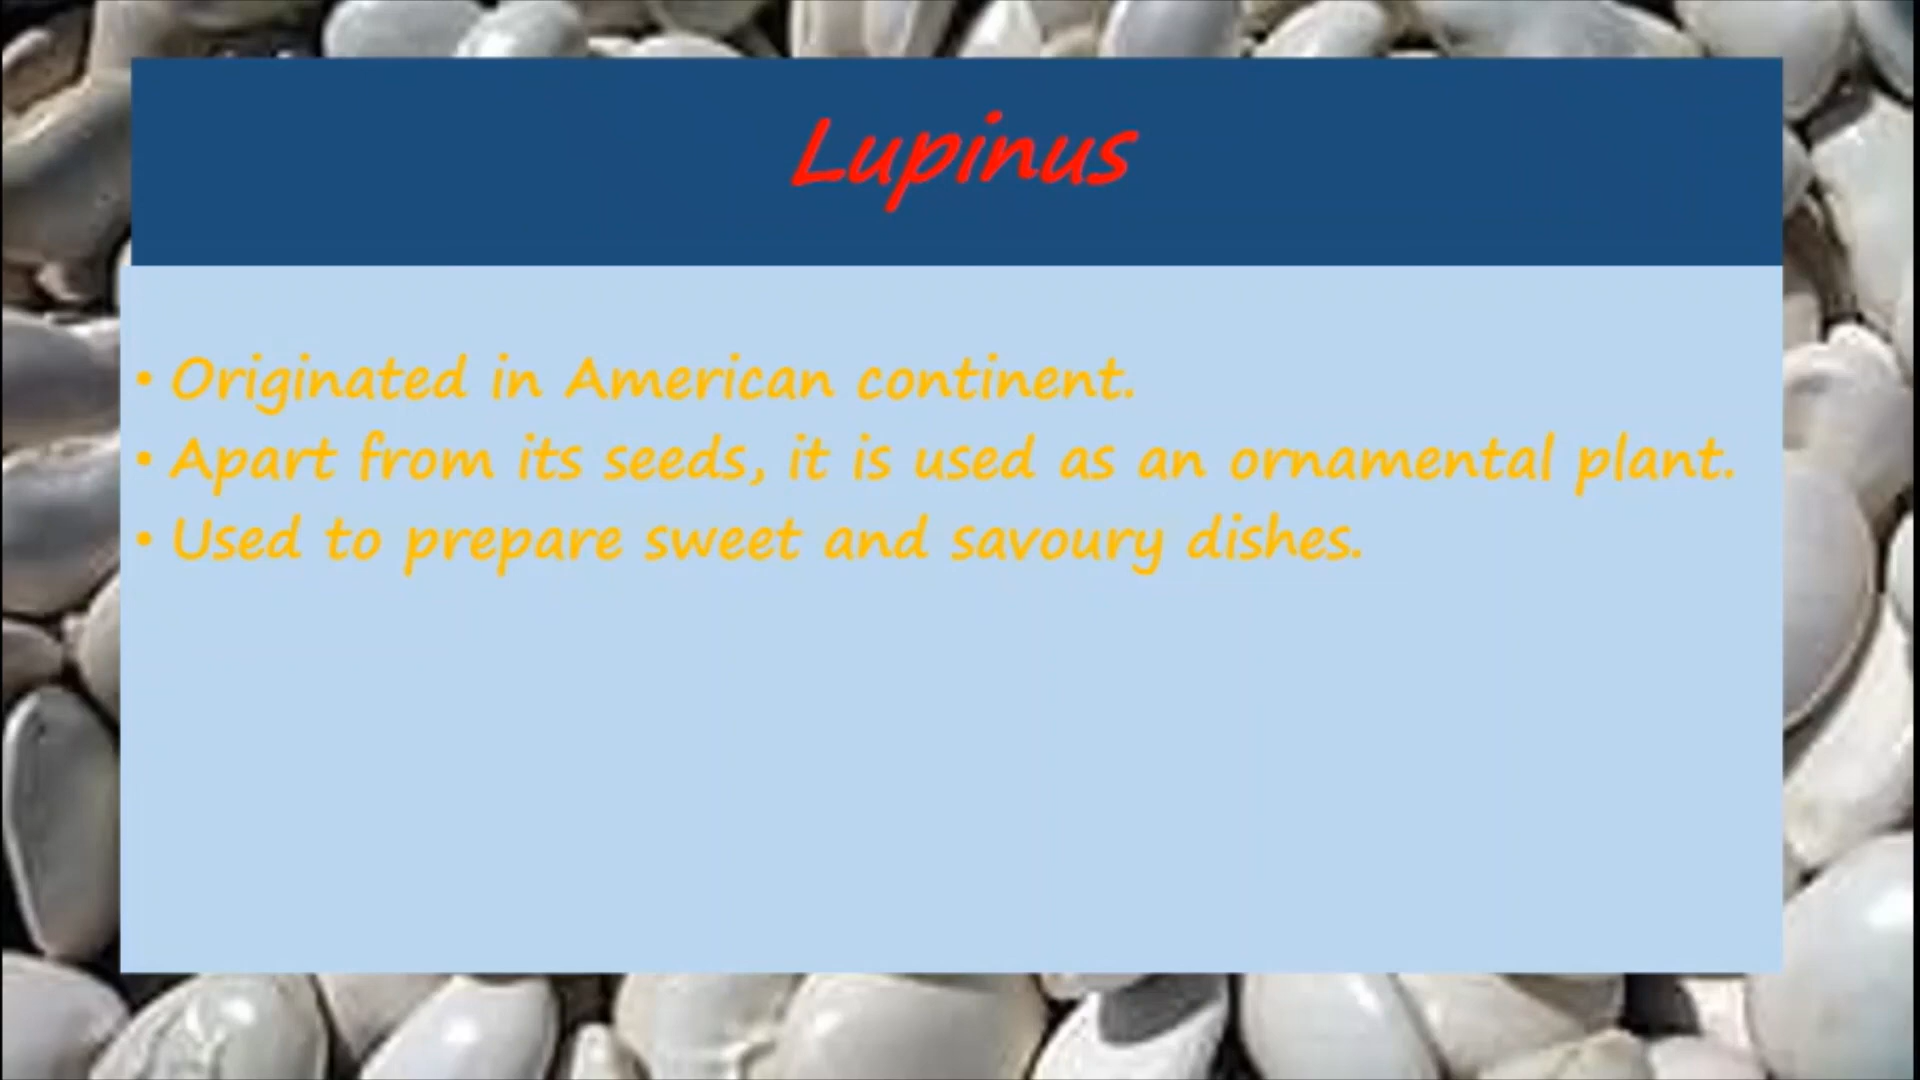 Lupinus
• Originated in American continent.
• Apart from its seeds, it is used as an ornamental plant.
• Used to prepare sweet and savoury dishes.